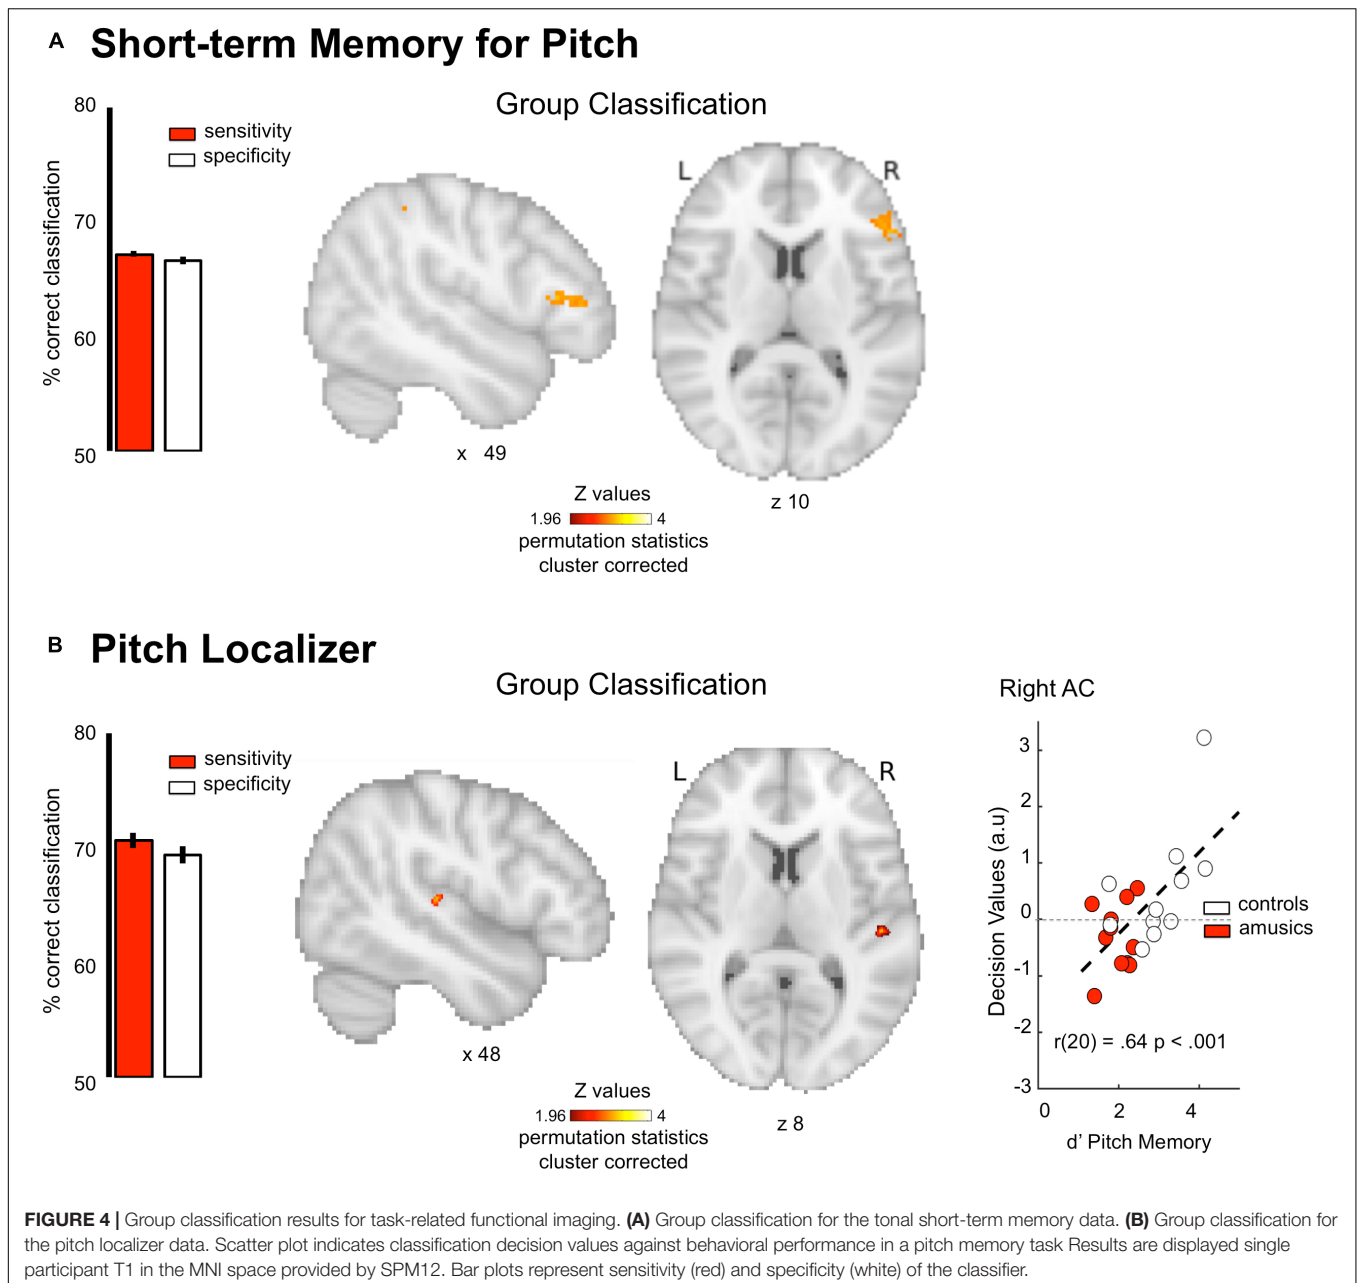 A Short-term Memory for Pitch
Group Classification
80
70
60
50
% correct classification
sensitivity
specificity
L
R
x 49
z 10
Z values
1.96 4
permutation statistics
cluster corrected
B Pitch Localizer
Group Classification
80
70
60
50
% correct classification
sensitivity
specificity
L
R
x 48
z 8
Z values
1.96 4
permutation statistics
cluster corrected
Right AC
Decision Values (a.u)
3
2
1
0
-1
-2
-3
controls
amusics
r(20) = .64 p < .001
0 2 4
d’ Pitch Memory
FIGURE 4 | Group classification results for task-related functional imaging. (A) Group classification for the tonal short-term memory data. (B) Group classification for
the pitch localizer data. Scatter plot indicates classification decision values against behavioral performance in a pitch memory task Results are displayed single
participant T1 in the MNI space provided by SPM12. Bar plots represent sensitivity (red) and specificity (white) of the classifier.